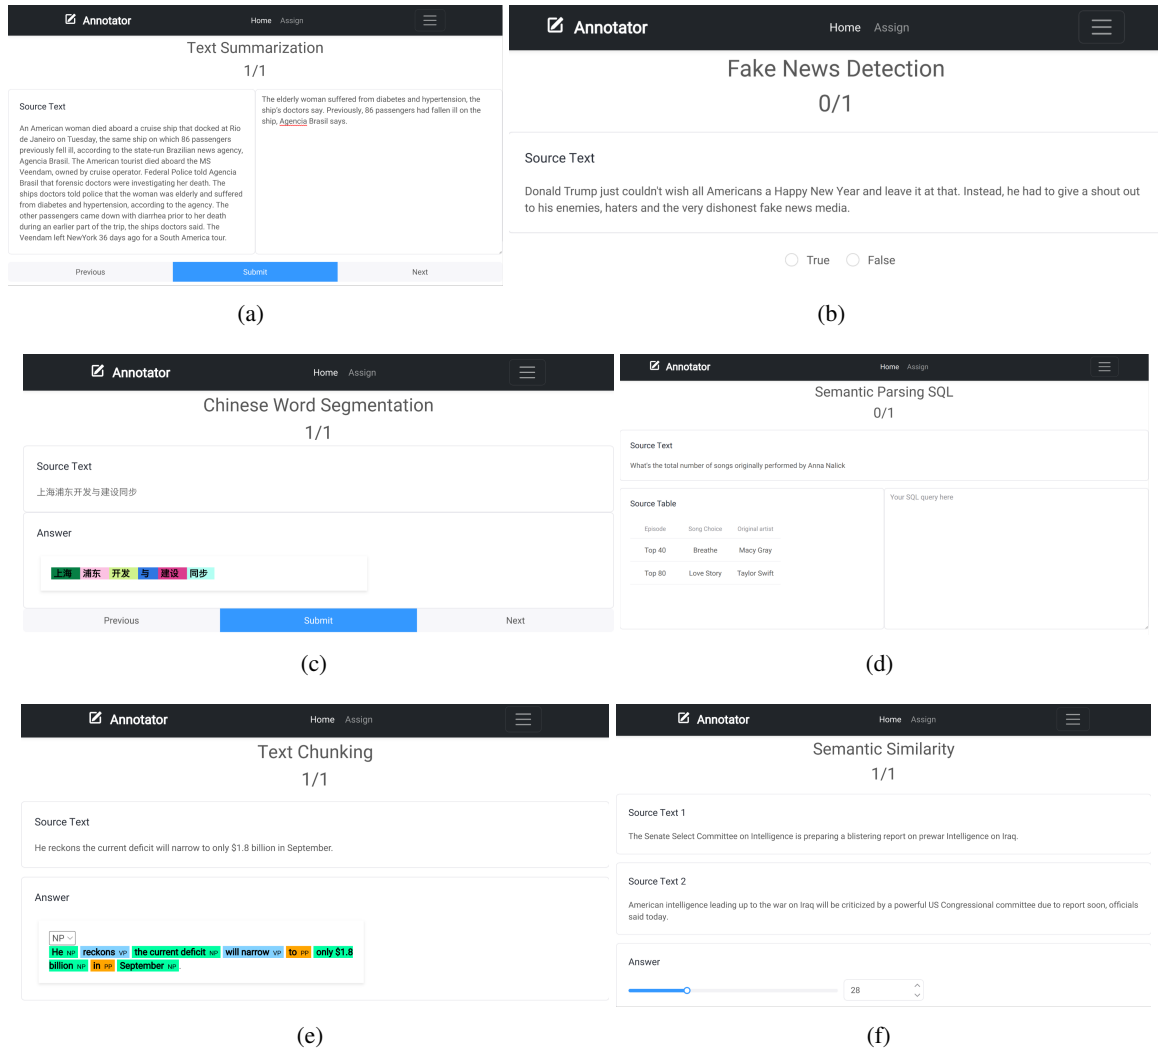 Annotator
Home Assign
Text Summarization
1/1
Source Text
An American woman died aboard a cruise ship that docked at Rio
de Janeiro on Tuesday, the same ship on which 86 passengers
previously fell ill, according to the state-run Brazilian news agency,
Agencia Brasil. The American tourist died aboard the MS
Veendam, owned by cruise operator. Federal Police told Agencia
Brasil that forensic doctors were investigating her death. The
ships doctors told police that the woman was elderly and suffered
from diabetes and hypertension, according to the agency. The
other passengers came down with diarrhea prior to her death
during an earlier part of the trip, the ships doctors said. The
Veendam left NewYork 36 days ago for a South America tour.
The elderly woman suffered from diabetes and hypertension, the
ship's doctors say. Previously, 86 passengers had fallen ill on the
ship, Agencia Brasil says.
Previous Submit Next
(a)
Annotator
Home Assign
Fake News Detection
0/1
Source Text
Donald Trump just couldn't wish all Americans a Happy New Year and leave it at that. Instead, he had to give a shout out
to his enemies, haters and the very dishonest fake news media.
True False
(b)
Annotator
Home Assign
Chinese Word Segmentation
1/1
Source Text
上海浦东开发与建设同步
Answer
上海 浦东 开发 与 建设 同步
Previous Submit Next
(c)
Annotator
Home Assign
Semantic Parsing SQL
0/1
Source Text
What's the total number of songs originally performed by Anna Nalick
Source Table
Episode Song Choice Original artist
Top 40 Breathe Macy Gray
Top 80 Love Story Taylor Swift
Your SQL query here
(d)
Annotator
Home Assign
Text Chunking
1/1
Source Text
He reckons the current deficit will narrow to only $1.8 billion in September.
Answer
NP
He NP reckons VP the current deficit NP will narrow VP to PP only $1.8
billion NP in PP September NP .
(e)
Annotator
Home Assign
Semantic Similarity
1/1
Source Text 1
The Senate Select Committee on Intelligence is preparing a blistering report on prewar Intelligence on Iraq.
Source Text 2
American intelligence leading up to the war on Iraq will be criticized by a powerful US Congressional committee due to report soon, officials
said today.
Answer
28
(f)